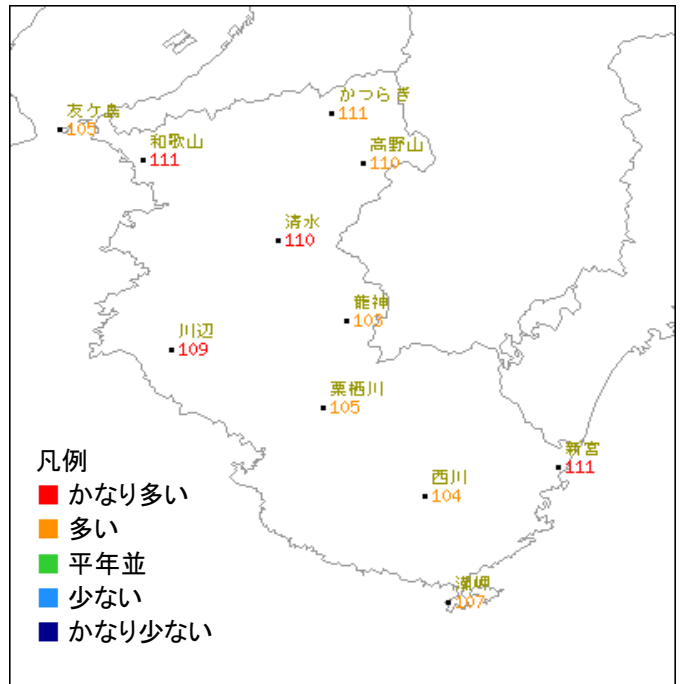 かつらぎ
111
友ケ島
105
和歌山
111
高野山
110
清水
110
龍神
103
川辺
109
栗栖川
105
新宮
111
西川
104
潮岬
107
凡例
かなり多い
多い
平年並
少ない
かなり少ない